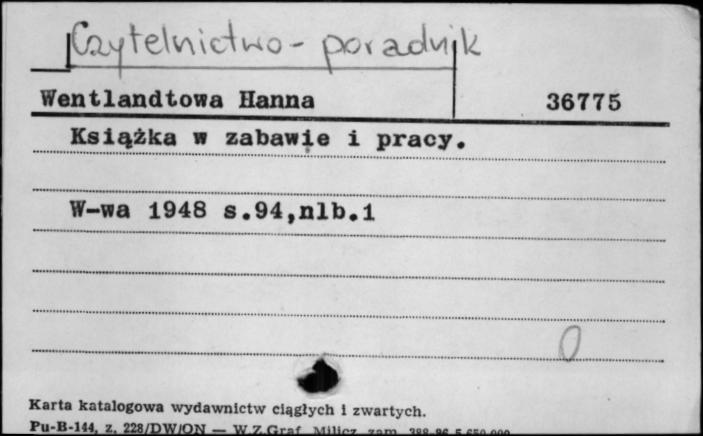 Czytelnictwo - poradnik
Wentlandtowa Hanna 36775
Książka w zabawie i pracy.
W-wa 1948 s.94,nlb.1
0
Karta katalogowa wydawnictw ciągłych i zwartych.
Pu-B-144, z. 228/DW/ON — W.Z.Graf. Milicz zam.